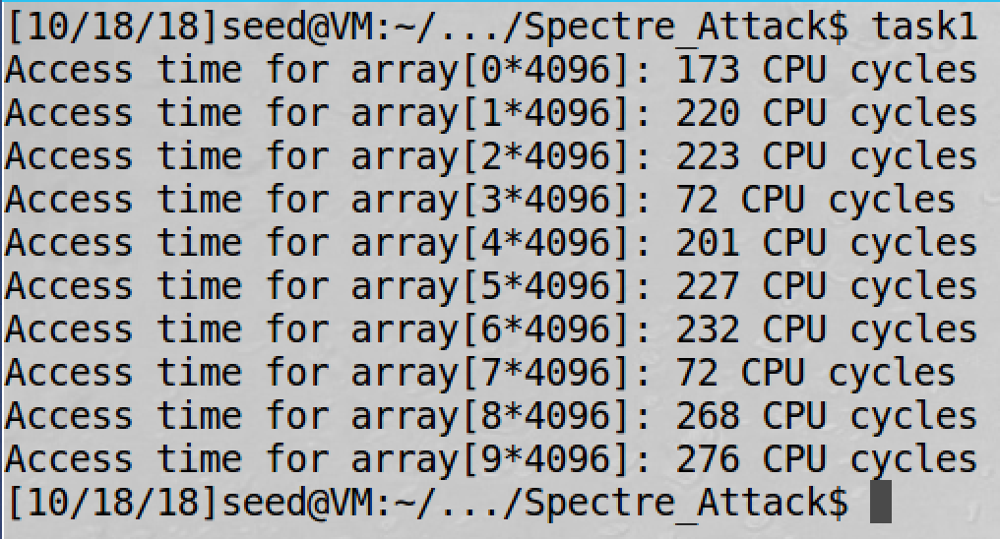 [10/18/18]seed@VM:~/.../Spectre_Attack$ task1
Access time for array[0*4096]: 173 CPU cycles
Access time for array[1*4096]: 220 CPU cycles
Access time for array[2*4096]: 223 CPU cycles
Access time for array[3*4096]: 72 CPU cycles
Access time for array[4*4096]: 201 CPU cycles
Access time for array[5*4096]: 227 CPU cycles
Access time for array[6*4096]: 232 CPU cycles
Access time for array[7*4096]: 72 CPU cycles
Access time for array[8*4096]: 268 CPU cycles
Access time for array[9*4096]: 276 CPU cycles
[10/18/18]seed@VM:~/.../Spectre_Attack$